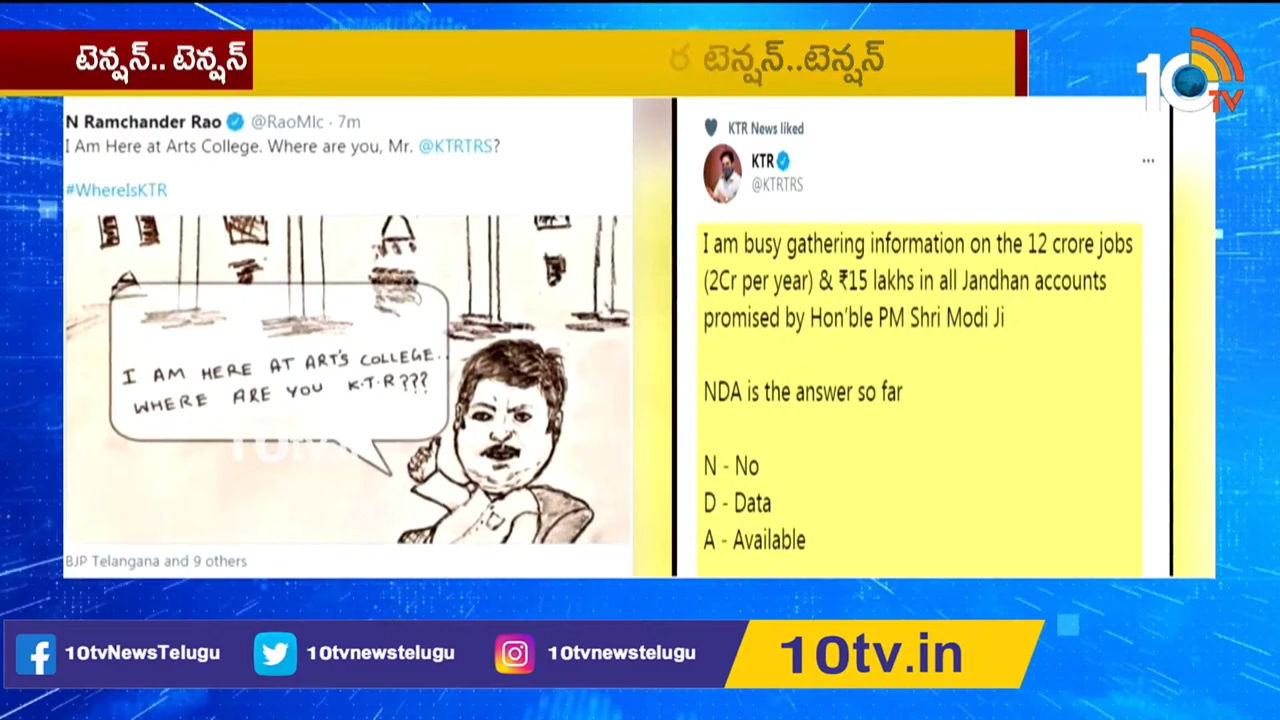 టెన్షన్.. టెన్షన్
ర టెన్షన్..టెన్షన్
10TV
N Ramchander Rao @RaoMlc · 7m
I Am Here at Arts College. Where are you, Mr. @KTRTRS?
#WhereIsKTR
I AM HERE AT ART'S COLLEGE..
WHERE ARE YOU K.T.R???
10tv.in
BJP Telangana and 9 others
KTR News liked
KTR
@KTRTRS
I am busy gathering information on the 12 crore jobs
(2Cr per year) & ₹15 lakhs in all Jandhan accounts
promised by Hon'ble PM Shri Modi Ji
NDA is the answer so far
N - No
D - Data
A - Available
10tvNewsTelugu
10tvnewstelugu
10tvnewstelugu
10tv.in